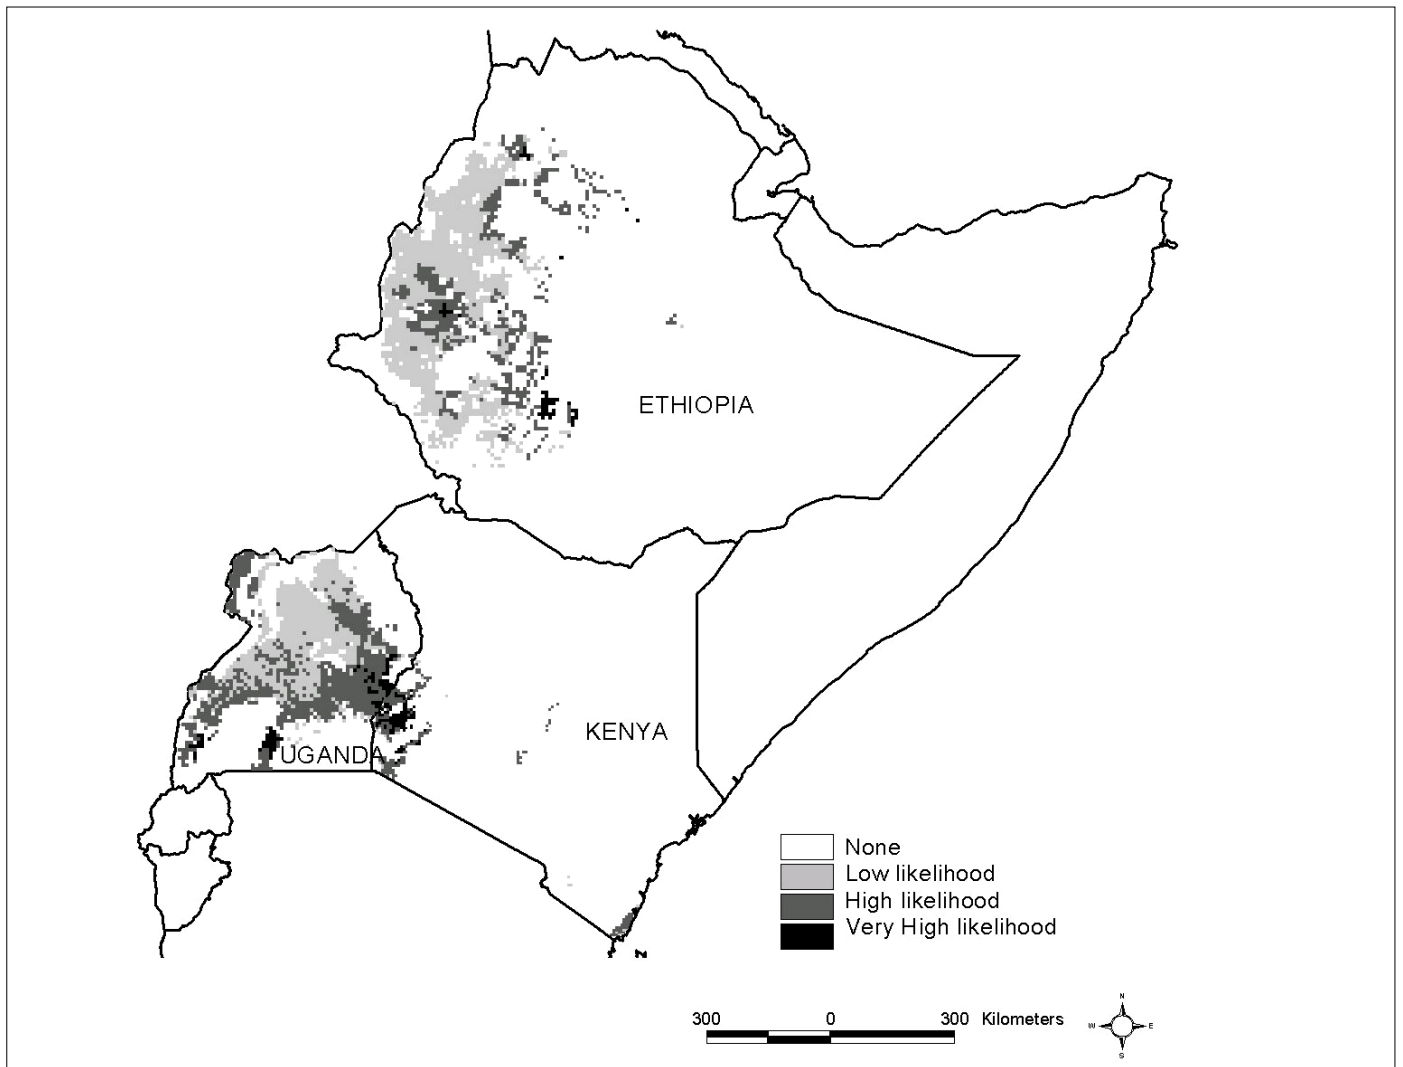 ETHIOPIA
KENYA
UGANDA
None
Low likelihood
High likelihood
Very High likelihood
300 0 300 Kilometers
N
W E
S